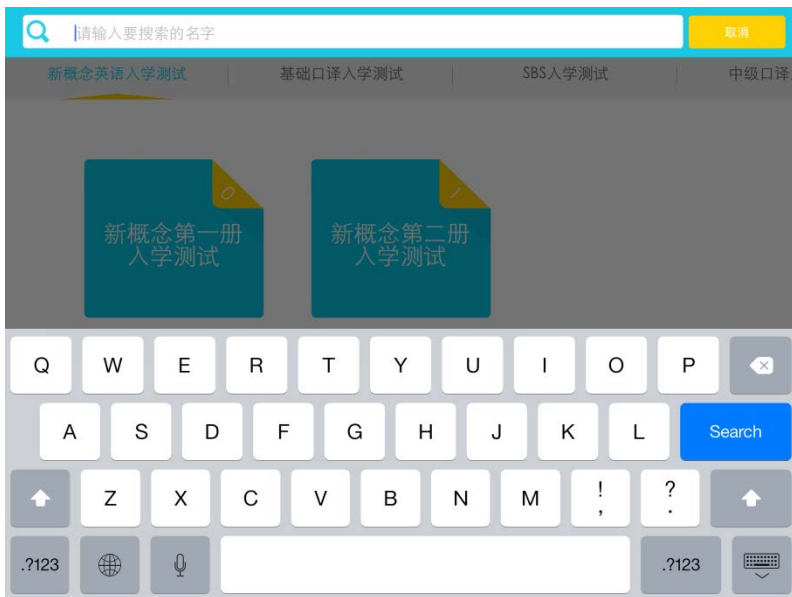 请输入要搜索的名字
取消
新概念英语入学测试 基础口译入学测试 SBS入学测试 中级口译
0
新概念第一册
入学测试
1
新概念第二册
入学测试
Q W E R T Y U I O P
A S D F G H J K L Search
Z X C V B N M ! , ? .
.?123 .?123